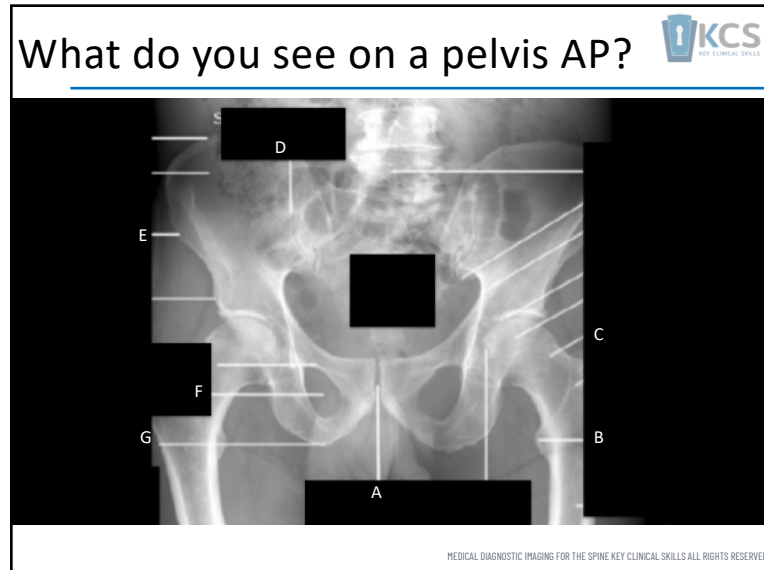 What do you see on a pelvis AP?
KCS
KEY CLINICAL SKILLS
S
D
E
C
F
G
B
A
MEDICAL DIAGNOSTIC IMAGING FOR THE SPINE KEY CLINICAL SKILLS ALL RIGHTS RESERVE